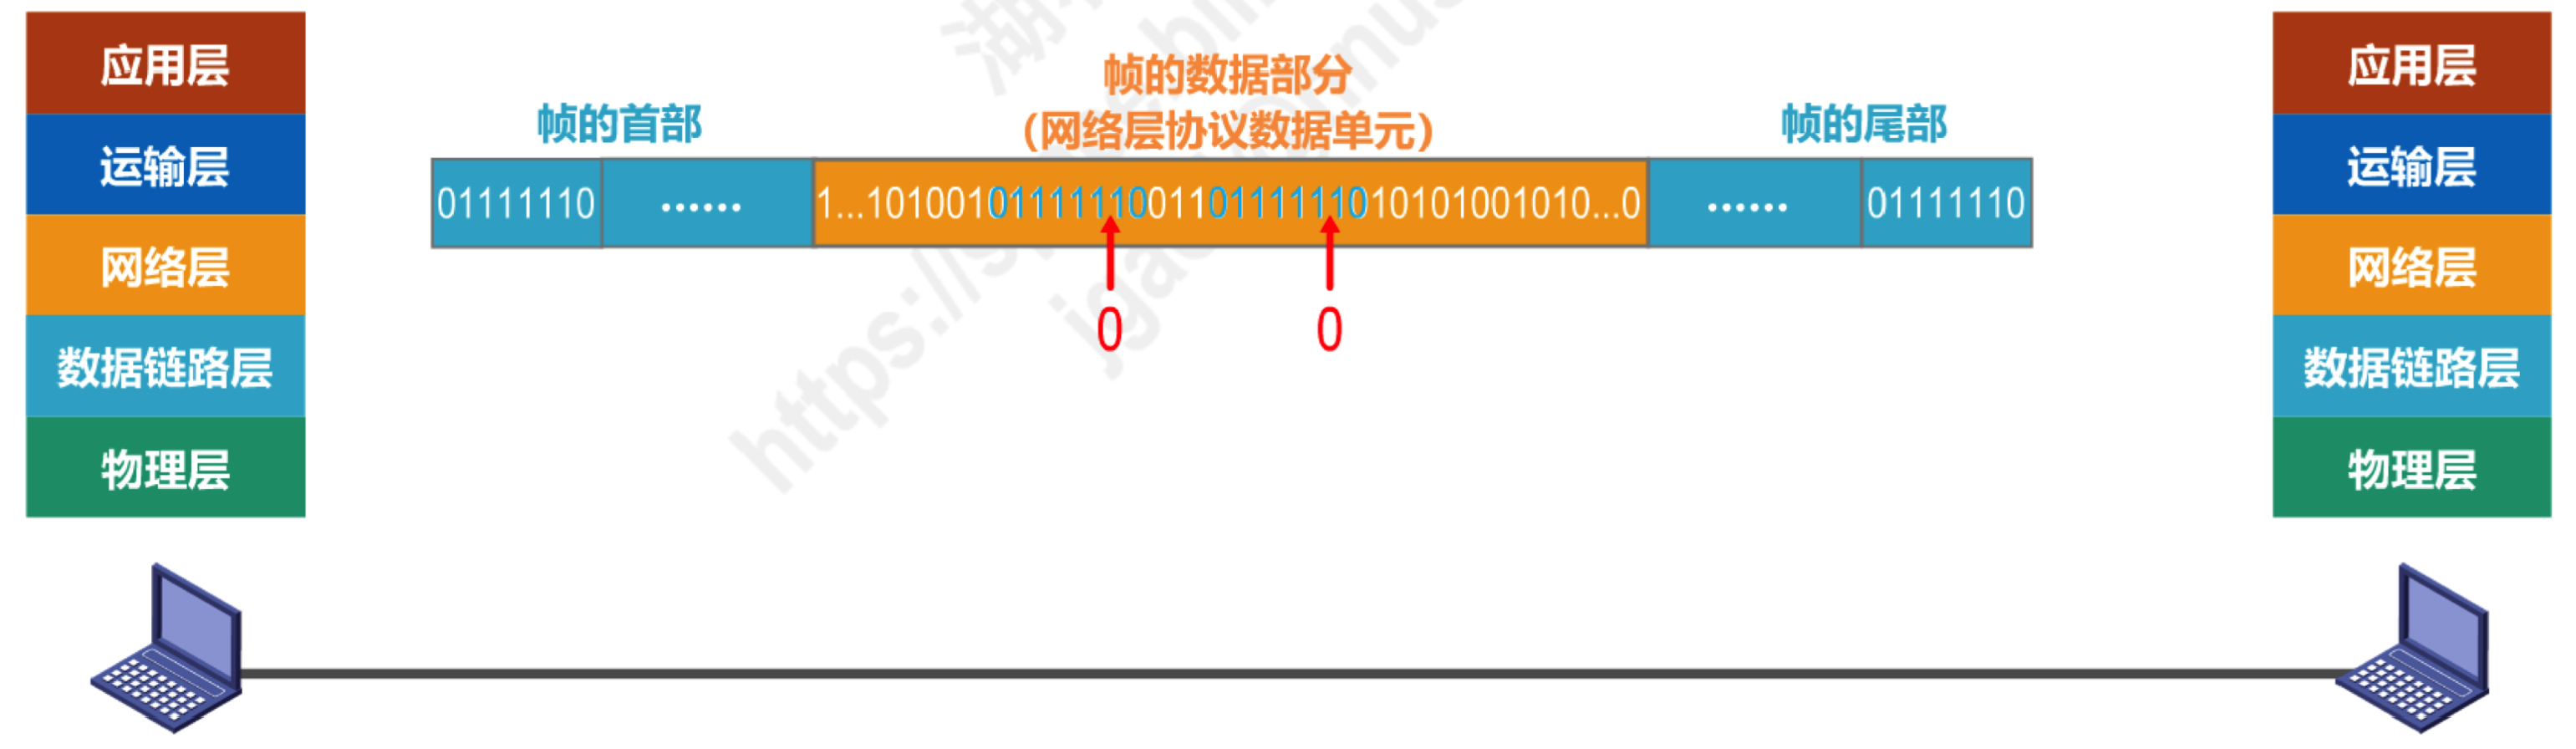 应用层
运输层
网络层
数据链路层
物理层
帧的首部
帧的数据部分
(网络层协议数据单元)
帧的尾部
01111110 ...... 1...101001011111100110111111010101001010...0 ...... 01111110
0 0
应用层
运输层
网络层
数据链路层
物理层